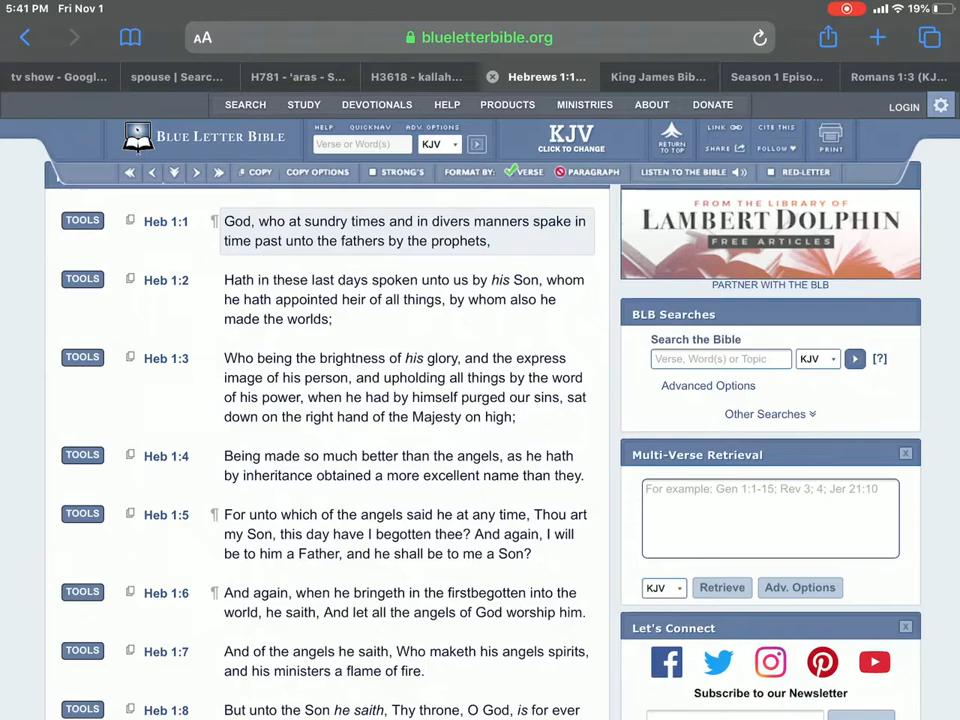 5:41 PM Fri Nov 1 19%
AA blueletterbible.org
tv show - Googl... spouse | Searc... H781 - 'aras - S... H3618 - kallah... Hebrews 1:1... King James Bib... Season 1 Episo... Romans 1:3 (KJ...
SEARCH STUDY DEVOTIONALS HELP PRODUCTS MINISTRIES ABOUT DONATE LOGIN
BLUE LETTER BIBLE
HELP QUICKNAV ADV. OPTIONS
Verse or Word(s) KJV
KJV
CLICK TO CHANGE
RETURN
TO TOP
LINK CITE THIS
SHARE FOLLOW
PRINT
COPY COPY OPTIONS STRONG'S FORMAT BY: VERSE PARAGRAPH LISTEN TO THE BIBLE RED-LETTER
TOOLS Heb 1:1 ¶ God, who at sundry times and in divers manners spake in
time past unto the fathers by the prophets,
TOOLS Heb 1:2 Hath in these last days spoken unto us by his Son, whom
he hath appointed heir of all things, by whom also he
made the worlds;
TOOLS Heb 1:3 Who being the brightness of his glory, and the express
image of his person, and upholding all things by the word
of his power, when he had by himself purged our sins, sat
down on the right hand of the Majesty on high;
TOOLS Heb 1:4 Being made so much better than the angels, as he hath
by inheritance obtained a more excellent name than they.
TOOLS Heb 1:5 ¶ For unto which of the angels said he at any time, Thou art
my Son, this day have I begotten thee? And again, I will
be to him a Father, and he shall be to me a Son?
TOOLS Heb 1:6 ¶ And again, when he bringeth in the firstbegotten into the
world, he saith, And let all the angels of God worship him.
TOOLS Heb 1:7 And of the angels he saith, Who maketh his angels spirits,
and his ministers a flame of fire.
TOOLS Heb 1:8 But unto the Son he saith, Thy throne, O God, is for ever
FROM THE LIBRARY OF
LAMBERT DOLPHIN
FREE ARTICLES
PARTNER WITH THE BLB
BLB Searches
Search the Bible
Verse, Word(s) or Topic KJV [?]
Advanced Options
Other Searches
Multi-Verse Retrieval X
For example: Gen 1:1-15; Rev 3; 4; Jer 21:10
KJV Retrieve Adv. Options
Let's Connect X
Subscribe to our Newsletter